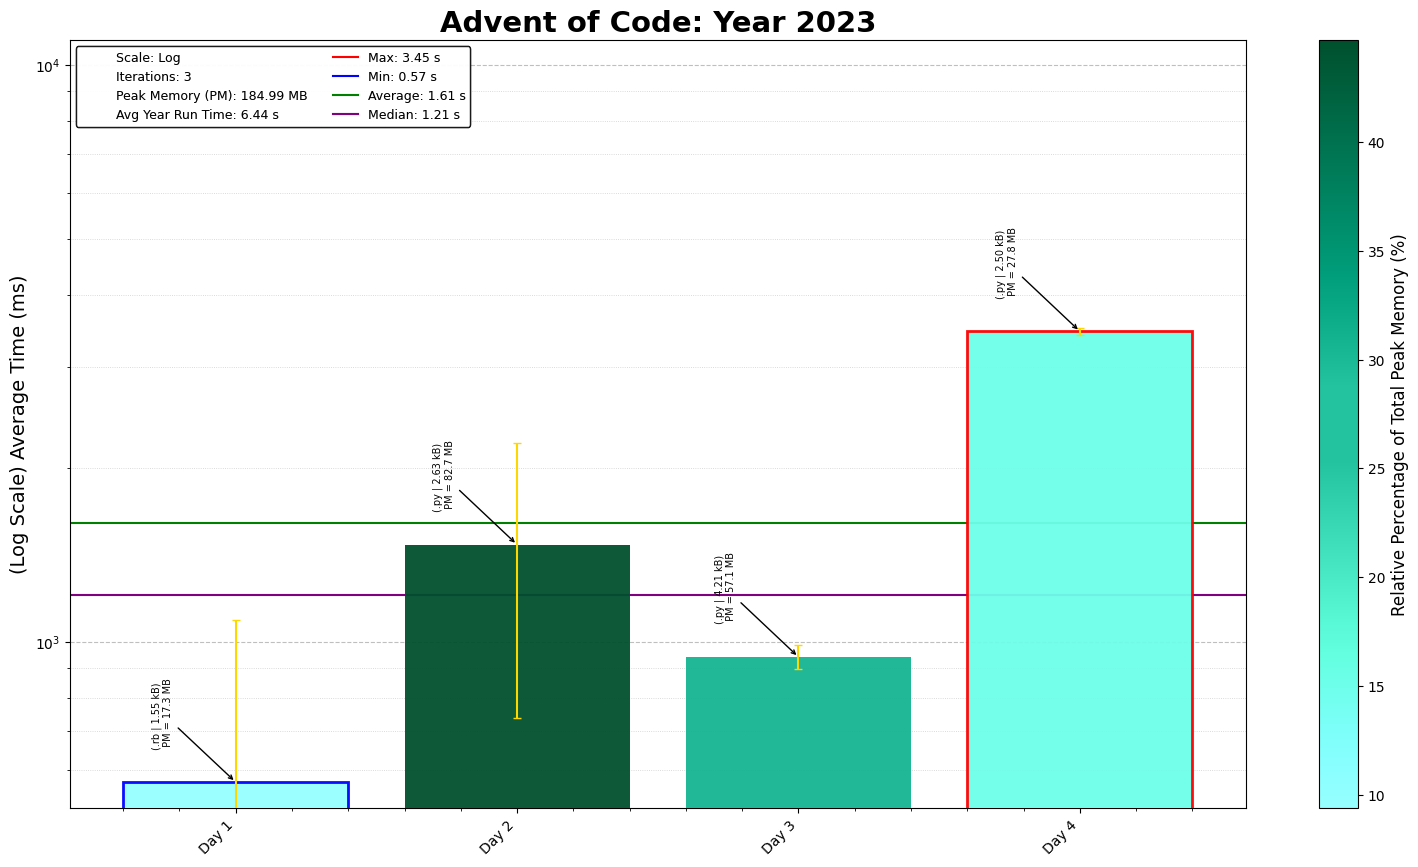 Advent of Code: Year 2023
Scale: Log
Iterations: 3
Peak Memory (PM): 184.99 MB
Avg Year Run Time: 6.44 s
Max: 3.45 s
Min: 0.57 s
Average: 1.61 s
Median: 1.21 s
(Log Scale) Average Time (ms)
10⁴
10³
(.rb | 1.55 kB)
PM = 17.3 MB
(.py | 2.63 kB)
PM = 82.7 MB
(.py | 4.21 kB)
PM = 57.1 MB
(.py | 2.50 kB)
PM = 27.8 MB
Day 1
Day 2
Day 3
Day 4
40
35
30
25
20
15
10
Relative Percentage of Total Peak Memory (%)